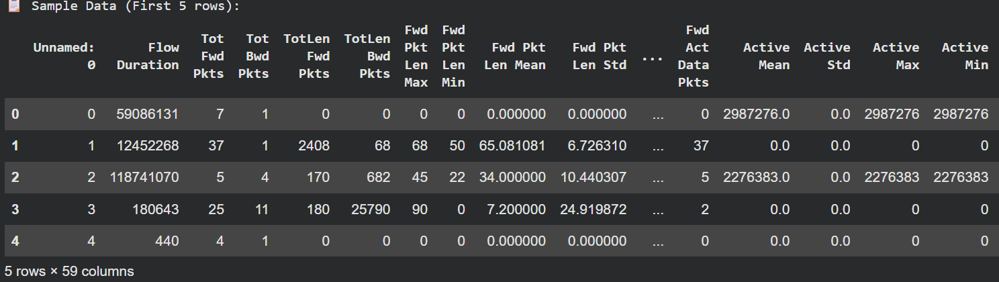 📋 Sample Data (First 5 rows):
Unnamed: 0 Flow Duration Tot Fwd Pkts Tot Bwd Pkts TotLen Fwd Pkts TotLen Bwd Pkts Fwd Pkt Len Max Fwd Pkt Len Min Fwd Pkt Len Mean Fwd Pkt Len Std ... Fwd Act Data Pkts Active Mean Active Std Active Max Active Min
0 0 59086131 7 1 0 0 0 0 0.000000 0.000000 ... 0 2987276.0 0.0 2987276 2987276
1 1 12452268 37 1 2408 68 68 50 65.081081 6.726310 ... 37 0.0 0.0 0 0
2 2 118741070 5 4 170 682 45 22 34.000000 10.440307 ... 5 2276383.0 0.0 2276383 2276383
3 3 180643 25 11 180 25790 90 0 7.200000 24.919872 ... 2 0.0 0.0 0 0
4 4 440 4 1 0 0 0 0 0.000000 0.000000 ... 0 0.0 0.0 0 0
5 rows × 59 columns